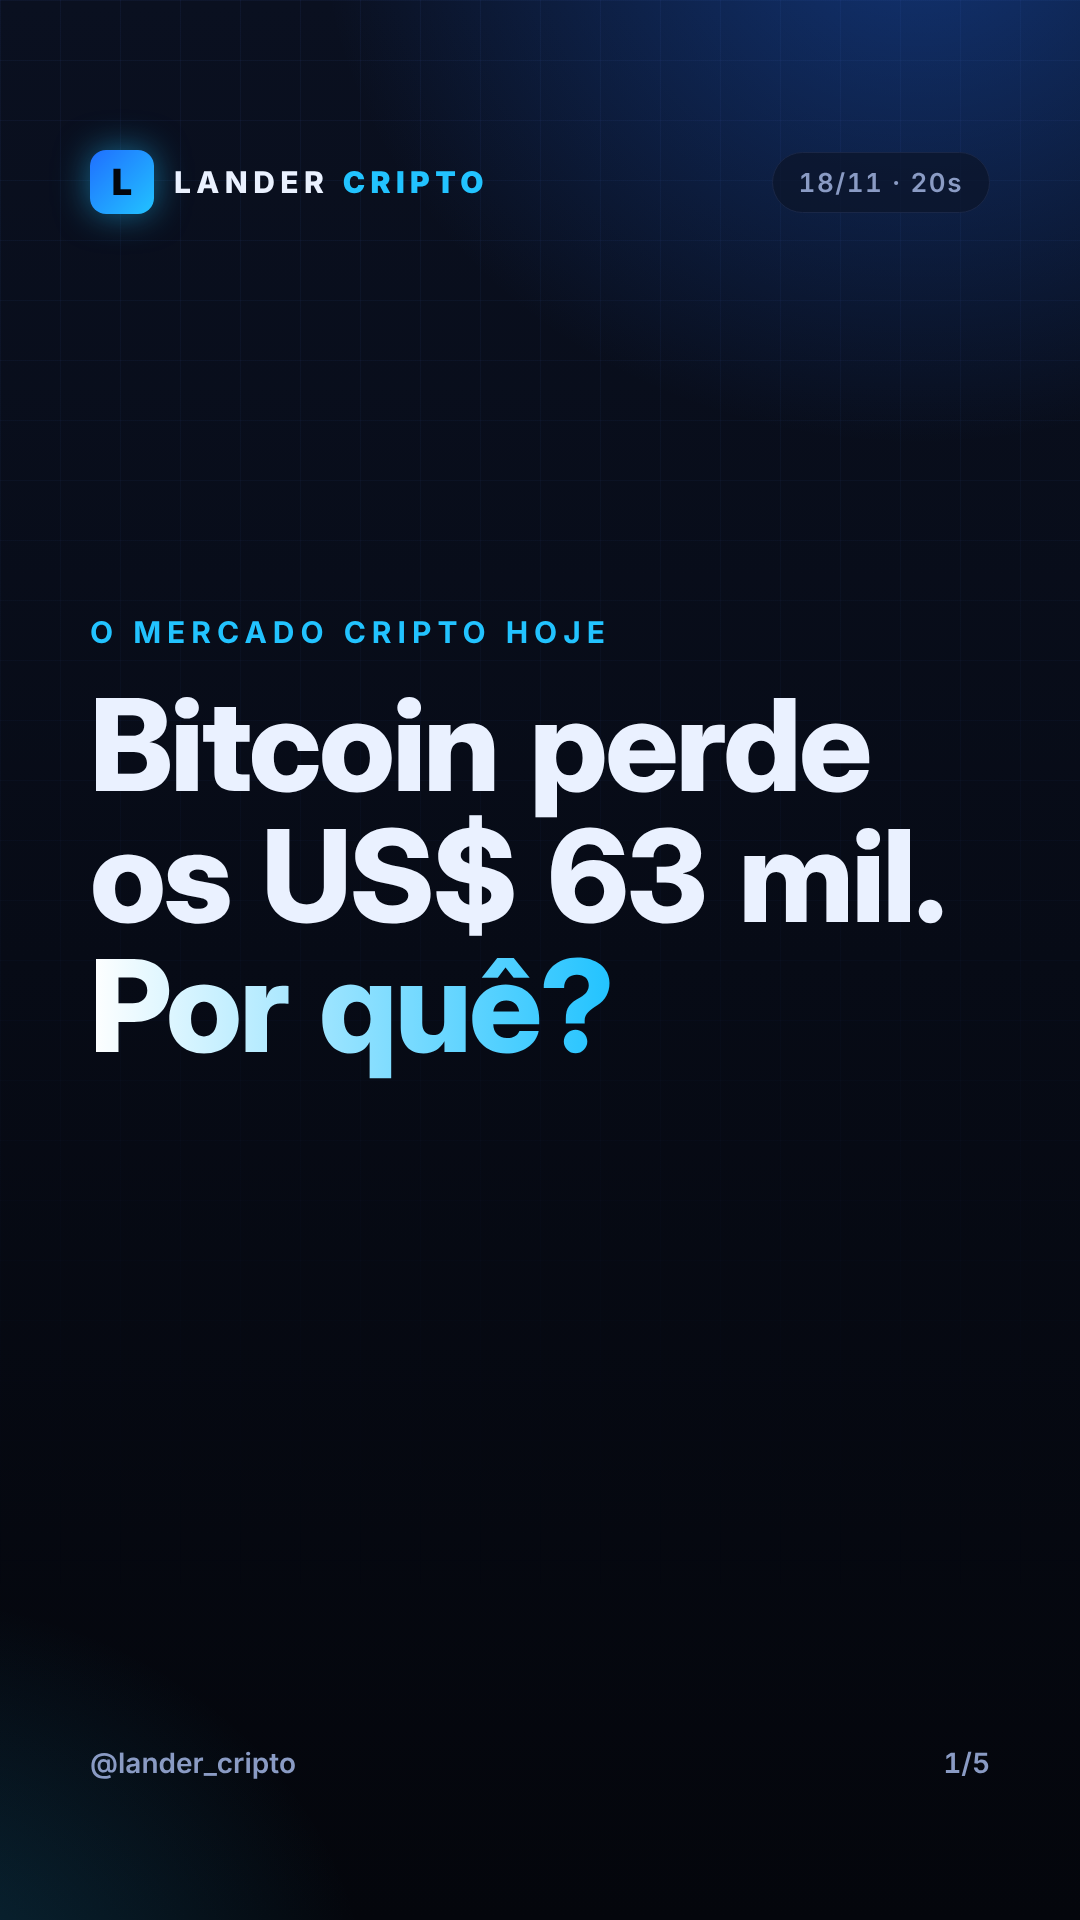 L LANDER CRIPTO
18/11 · 20s
O MERCADO CRIPTO HOJE
Bitcoin perde
os US$ 63 mil.
Por quê?
@lander_cripto
1/5